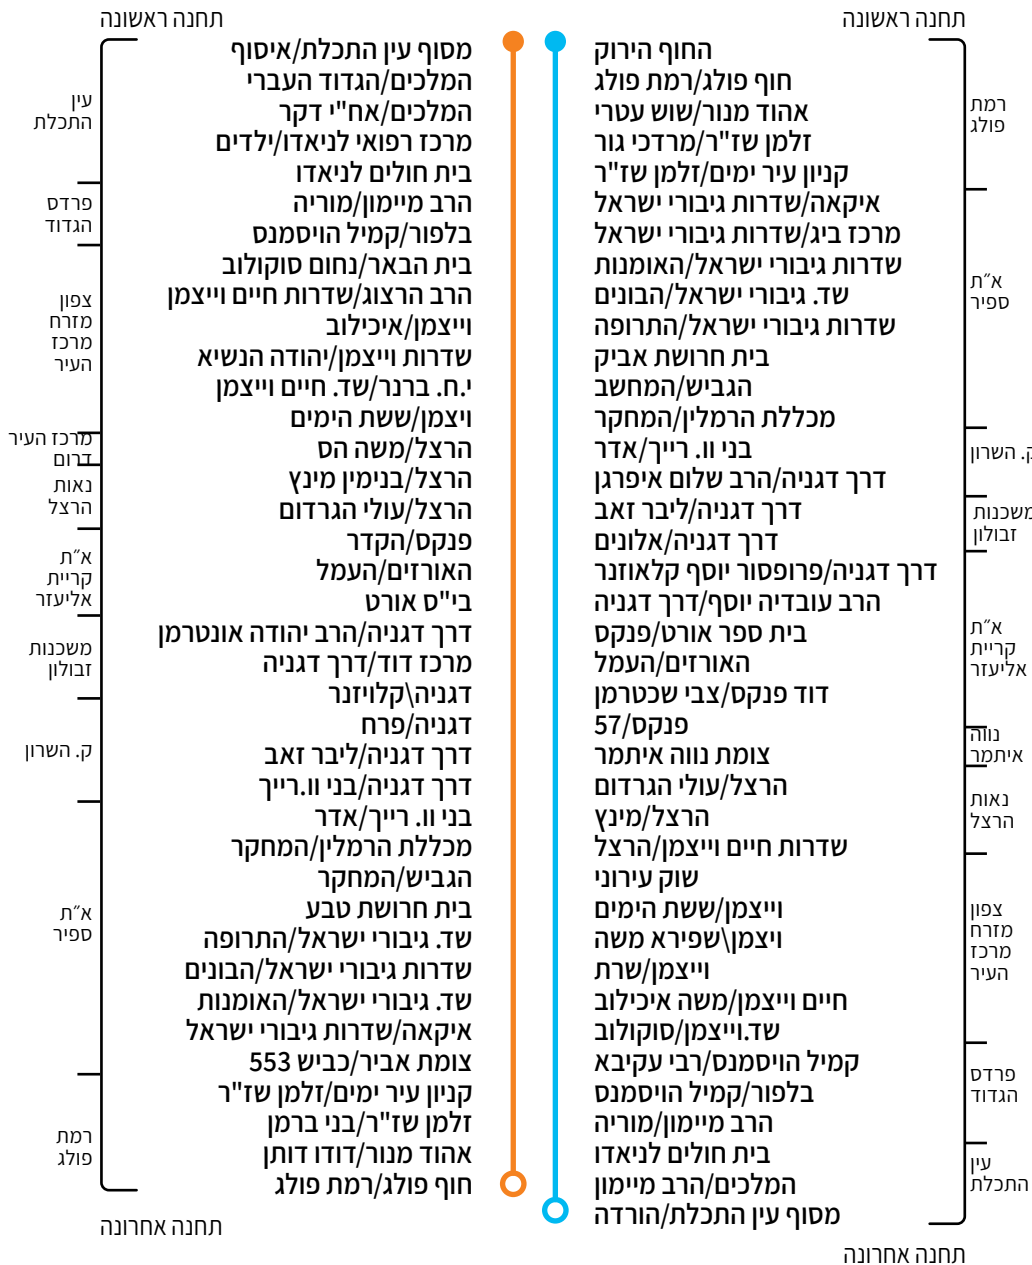 תחנה ראשונה
החוף הירוק
חוף פולג/רמת פולג
אהוד מנור/שוש עטרי
זלמן שז"ר/מרדכי גור
קניון עיר ימים/זלמן שז"ר
איקאה/שדרות גיבורי ישראל
מרכז ביג/שדרות גיבורי ישראל
שדרות גיבורי ישראל/האומנות
שד. גיבורי ישראל/הבונים
שדרות גיבורי ישראל/התרופה
בית חרושת אביק
הגביש/המחשב
מכללת הרמלין/המחקר
בני וו. רייך/אדר
דרך דגניה/הרב שלום איפרגן
דרך דגניה/ליבר זאב
דרך דגניה/אלונים
דרך דגניה/פרופסור יוסף קלאוזנר
הרב עובדיה יוסף/דרך דגניה
בית ספר אורט/פנקס
האורזים/העמל
דוד פנקס/צבי שכטרמן
פנקס/57
צומת נווה איתמר
הרצל/עולי הגרדום
הרצל/מינץ
שדרות חיים וייצמן/הרצל
שוק עירוני
וייצמן/ששת הימים
ויצמן\שפירא משה
וייצמן/שרת
חיים וייצמן/משה איכילוב
שד.וייצמן/סוקולוב
קמיל הויסמנס/רבי עקיבא
בלפור/קמיל הויסמנס
הרב מיימון/מוריה
בית חולים לניאדו
המלכים/הרב מיימון
מסוף עין התכלת/הורדה
תחנה אחרונה
רמת
פולג
א״ת
ספיר
ק. השרון
משכנות
זבולון
א״ת
קריית
אליעזר
נווה
איתמר
נאות
הרצל
צפון
מזרח
מרכז
העיר
פרדס
הגדוד
עין
התכלת
תחנה ראשונה
מסוף עין התכלת/איסוף
המלכים/הגדוד העברי
המלכים/אח"י דקר
מרכז רפואי לניאדו/ילדים
בית חולים לניאדו
הרב מיימון/מוריה
בלפור/קמיל הויסמנס
בית הבאר/נחום סוקולוב
הרב הרצוג/שדרות חיים וייצמן
וייצמן/איכילוב
שדרות וייצמן/יהודה הנשיא
י.ח. ברנר/שד. חיים וייצמן
ויצמן/ששת הימים
הרצל/משה הס
הרצל/בנימין מינץ
הרצל/עולי הגרדום
פנקס/הקדר
האורזים/העמל
בי"ס אורט
דרך דגניה/הרב יהודה אונטרמן
מרכז דוד/דרך דגניה
דגניה\קלויזנר
דגניה/פרח
דרך דגניה/ליבר זאב
דרך דגניה/בני וו.רייך
בני וו. רייך/אדר
מכללת הרמלין/המחקר
הגביש/המחקר
בית חרושת טבע
שד. גיבורי ישראל/התרופה
שדרות גיבורי ישראל/הבונים
שד. גיבורי ישראל/האומנות
איקאה/שדרות גיבורי ישראל
צומת אביר/כביש 553
קניון עיר ימים/זלמן שז"ר
זלמן שז"ר/בני ברמן
אהוד מנור/דודו דותן
חוף פולג/רמת פולג
תחנה אחרונה
עין
התכלת
פרדס
הגדוד
צפון
מזרח
מרכז
העיר
מרכז העיר
דרום
נאות
הרצל
א״ת
קריית
אליעזר
משכנות
זבולון
ק. השרון
א״ת
ספיר
רמת
פולג